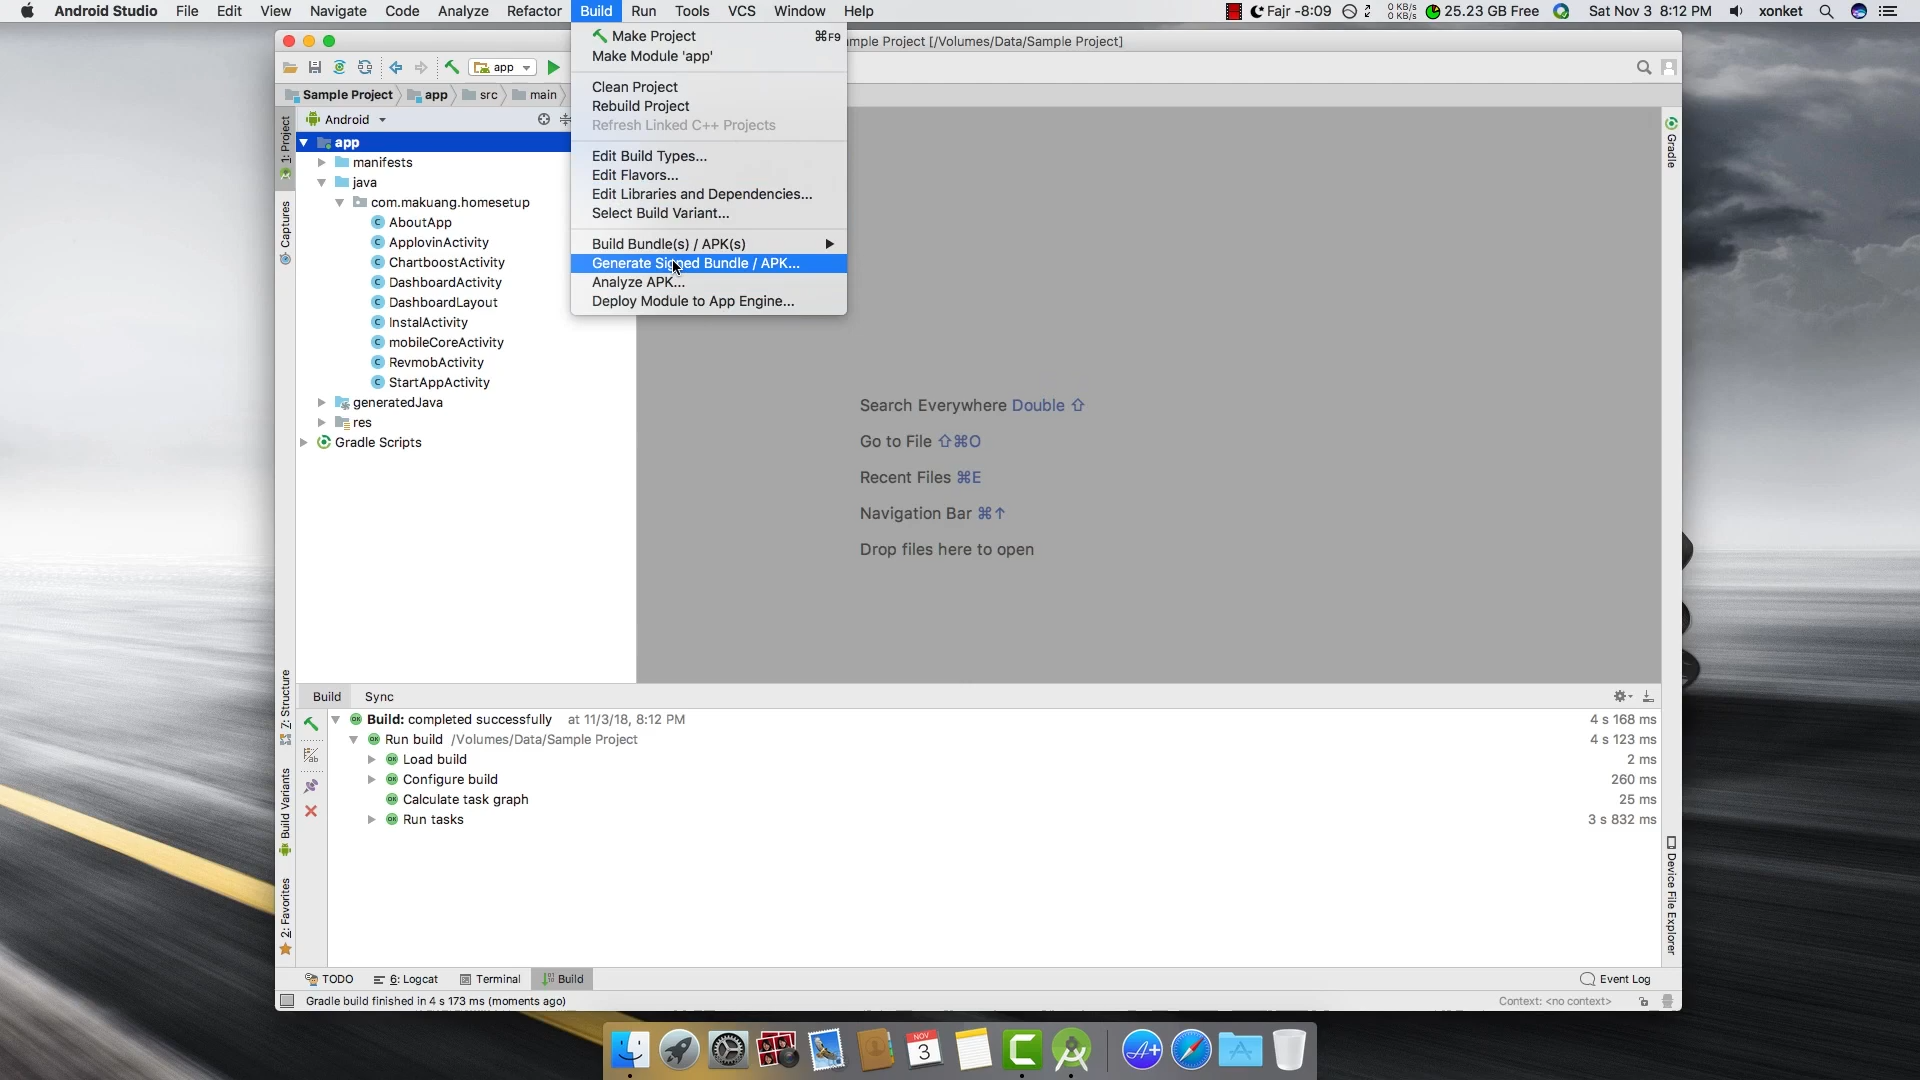 Android Studio File Edit View Navigate Code Analyze Refactor Build Run Tools VCS Window Help
Fajr -8:09 0 KB/s 0 KB/s 25.23 GB Free Sat Nov 3 8:12 PM xonket
mple Project [/Volumes/Data/Sample Project]
app
Sample Project app src main
Android
app
manifests
java
com.makuang.homesetup
AboutApp
ApplovinActivity
ChartboostActivity
DashboardActivity
DashboardLayout
InstalActivity
mobileCoreActivity
RevmobActivity
StartAppActivity
generatedJava
res
Gradle Scripts
Make Project ⌘F9
Make Module 'app'
Clean Project
Rebuild Project
Refresh Linked C++ Projects
Edit Build Types...
Edit Flavors...
Edit Libraries and Dependencies...
Select Build Variant...
Build Bundle(s) / APK(s)
Generate Signed Bundle / APK...
Analyze APK...
Deploy Module to App Engine...
Search Everywhere Double ⇧
Go to File ⇧⌘O
Recent Files ⌘E
Navigation Bar ⌘↑
Drop files here to open
1: Project
Captures
Z: Structure
Build Variants
2: Favorites
Gradle
Device File Explorer
Build Sync
Build: completed successfully at 11/3/18, 8:12 PM 4 s 168 ms
Run build /Volumes/Data/Sample Project 4 s 123 ms
Load build 2 ms
Configure build 260 ms
Calculate task graph 25 ms
Run tasks 3 s 832 ms
TODO 6: Logcat Terminal Build Event Log
Gradle build finished in 4 s 173 ms (moments ago) Context: <no context>
NOV
3